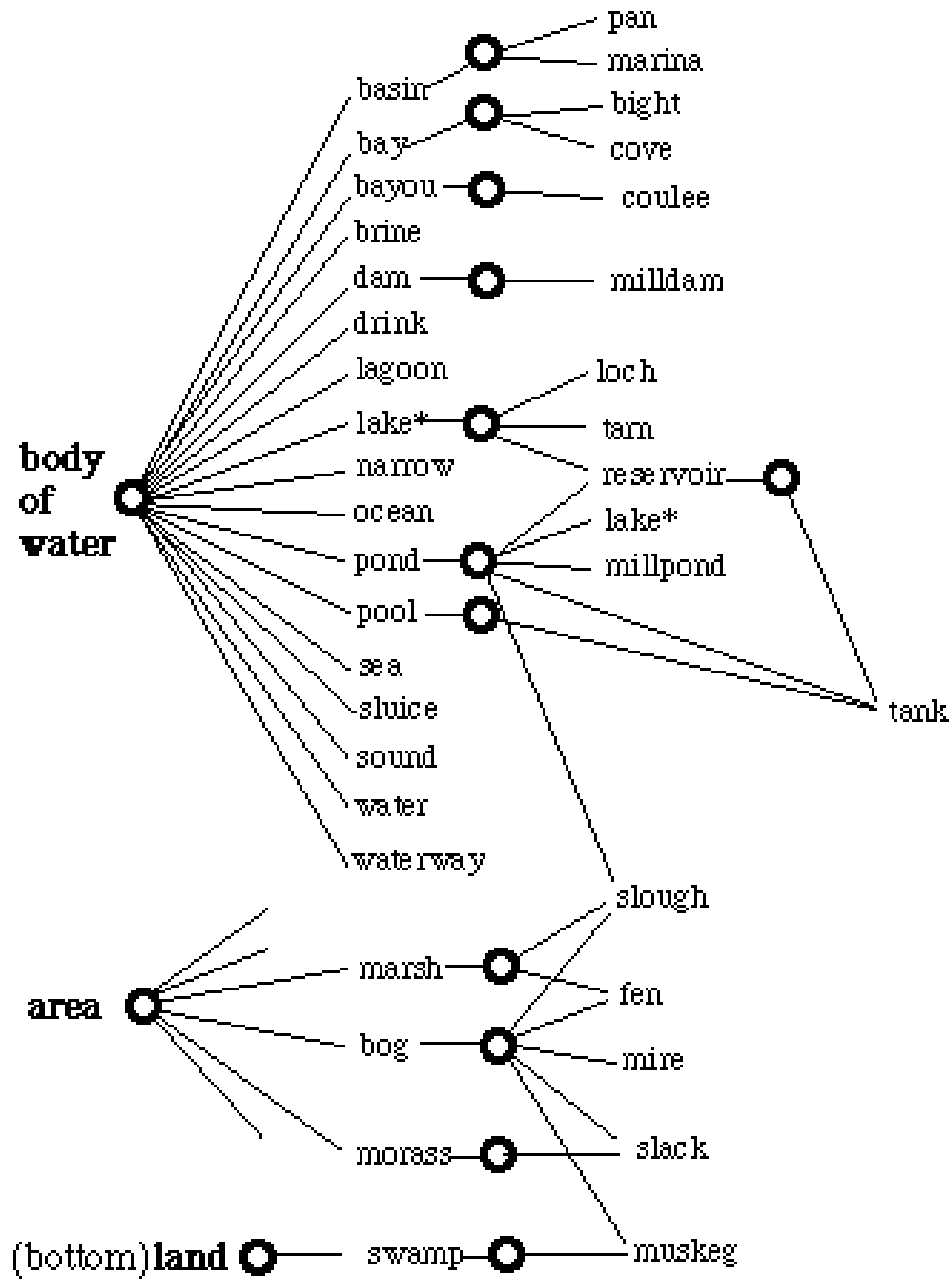 pan
marina
basin
bight
bay
cove
bayou
coulee
brine
dam
milldam
drink
lagoon
loch
lake*
tarn
body
of
water
narrow
reservoir
ocean
lake*
pond
millpond
pool
sea
sluice
tank
sound
water
waterway
slough
marsh
fen
area
bog
mire
morass
slack
(bottom)land
swamp
muskeg